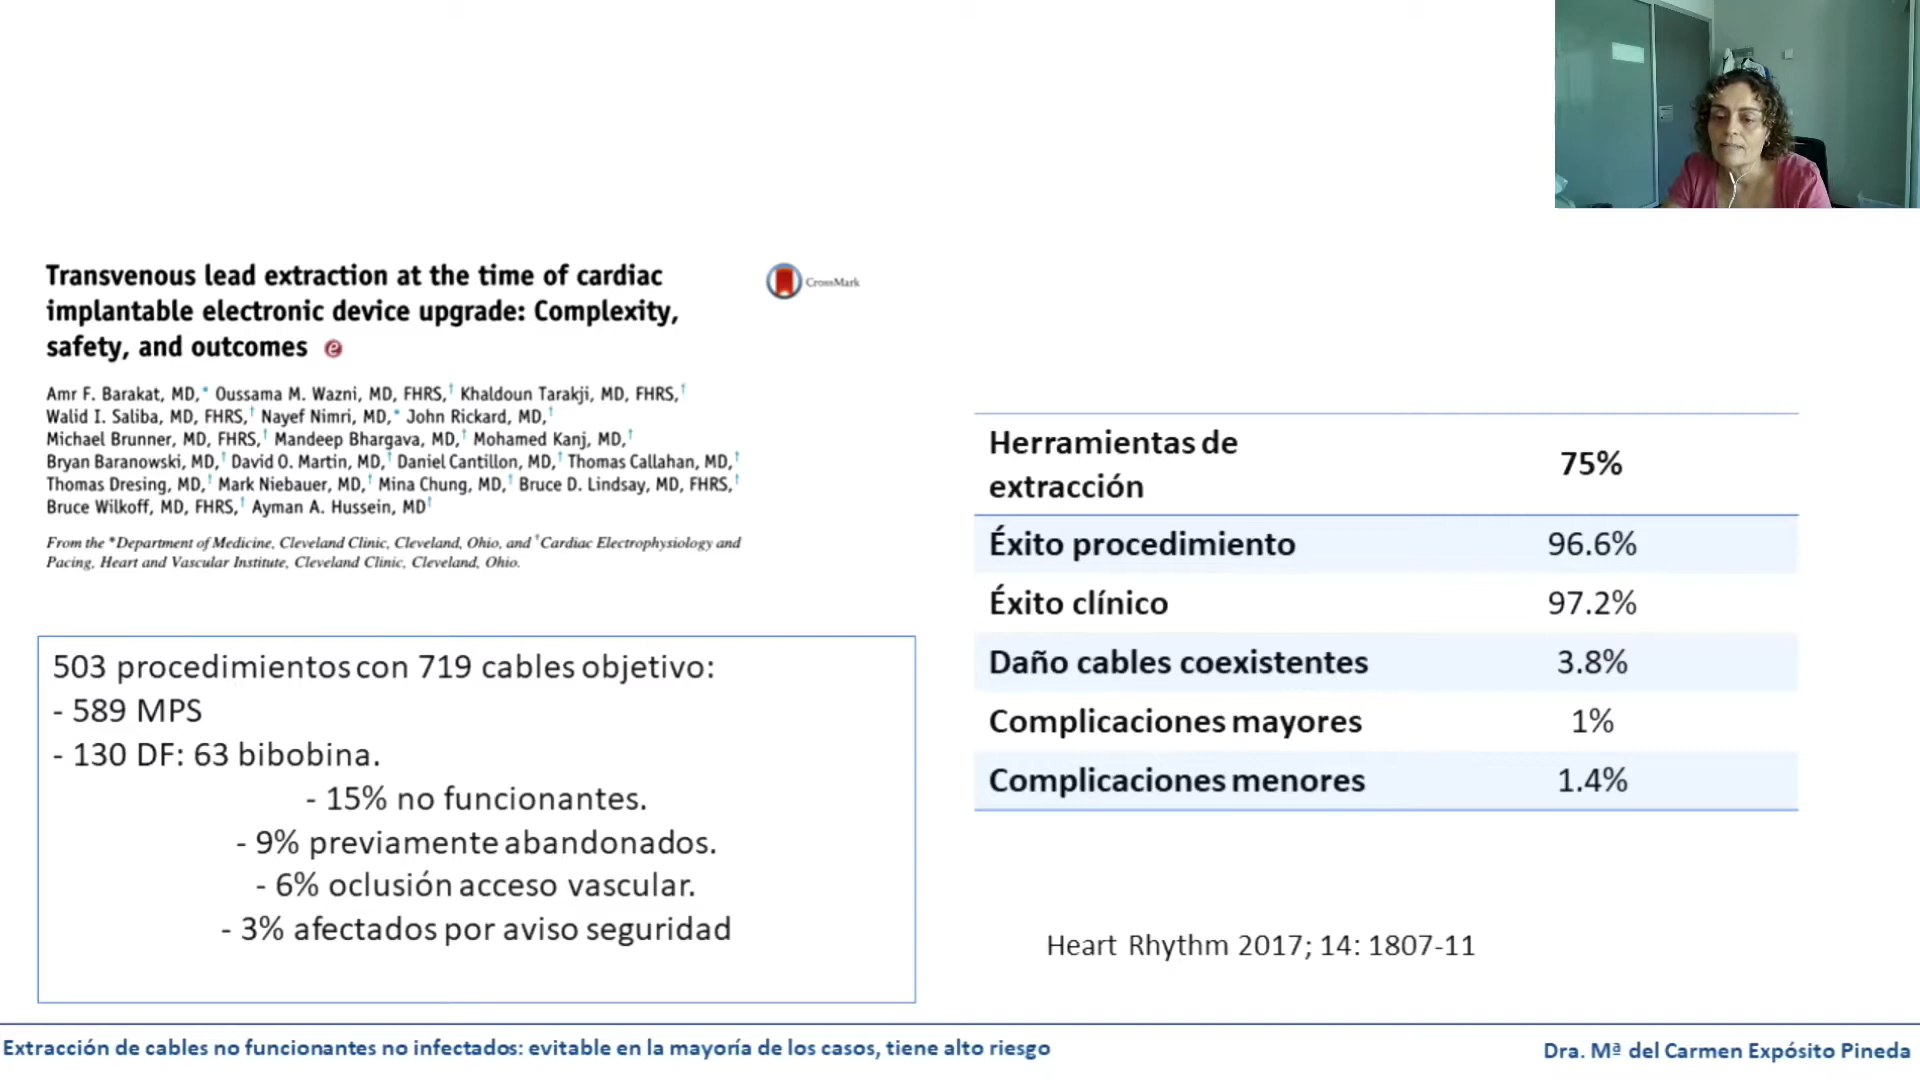 Transvenous lead extraction at the time of cardiac
implantable electronic device upgrade: Complexity,
safety, and outcomes e
CrossMark
Amr F. Barakat, MD,* Oussama M. Wazni, MD, FHRS,† Khaldoun Tarakji, MD, FHRS,†
Walid I. Saliba, MD, FHRS,† Nayef Nimri, MD,* John Rickard, MD,†
Michael Brunner, MD, FHRS,† Mandeep Bhargava, MD,† Mohamed Kanj, MD,†
Bryan Baranowski, MD,† David O. Martin, MD,† Daniel Cantillon, MD,† Thomas Callahan, MD,†
Thomas Dresing, MD,† Mark Niebauer, MD,† Mina Chung, MD,† Bruce D. Lindsay, MD, FHRS,†
Bruce Wilkoff, MD, FHRS,† Ayman A. Hussein, MD†
From the *Department of Medicine, Cleveland Clinic, Cleveland, Ohio, and †Cardiac Electrophysiology and
Pacing, Heart and Vascular Institute, Cleveland Clinic, Cleveland, Ohio.
503 procedimientos con 719 cables objetivo:
- 589 MPS
- 130 DF: 63 bibobina.
- 15% no funcionantes.
- 9% previamente abandonados.
- 6% oclusión acceso vascular.
- 3% afectados por aviso seguridad
Herramientas de
extracción 75%
Éxito procedimiento 96.6%
Éxito clínico 97.2%
Daño cables coexistentes 3.8%
Complicaciones mayores 1%
Complicaciones menores 1.4%
Heart Rhythm 2017; 14: 1807-11
Extracción de cables no funcionantes no infectados: evitable en la mayoría de los casos, tiene alto riesgo
Dra. Mª del Carmen Expósito Pineda